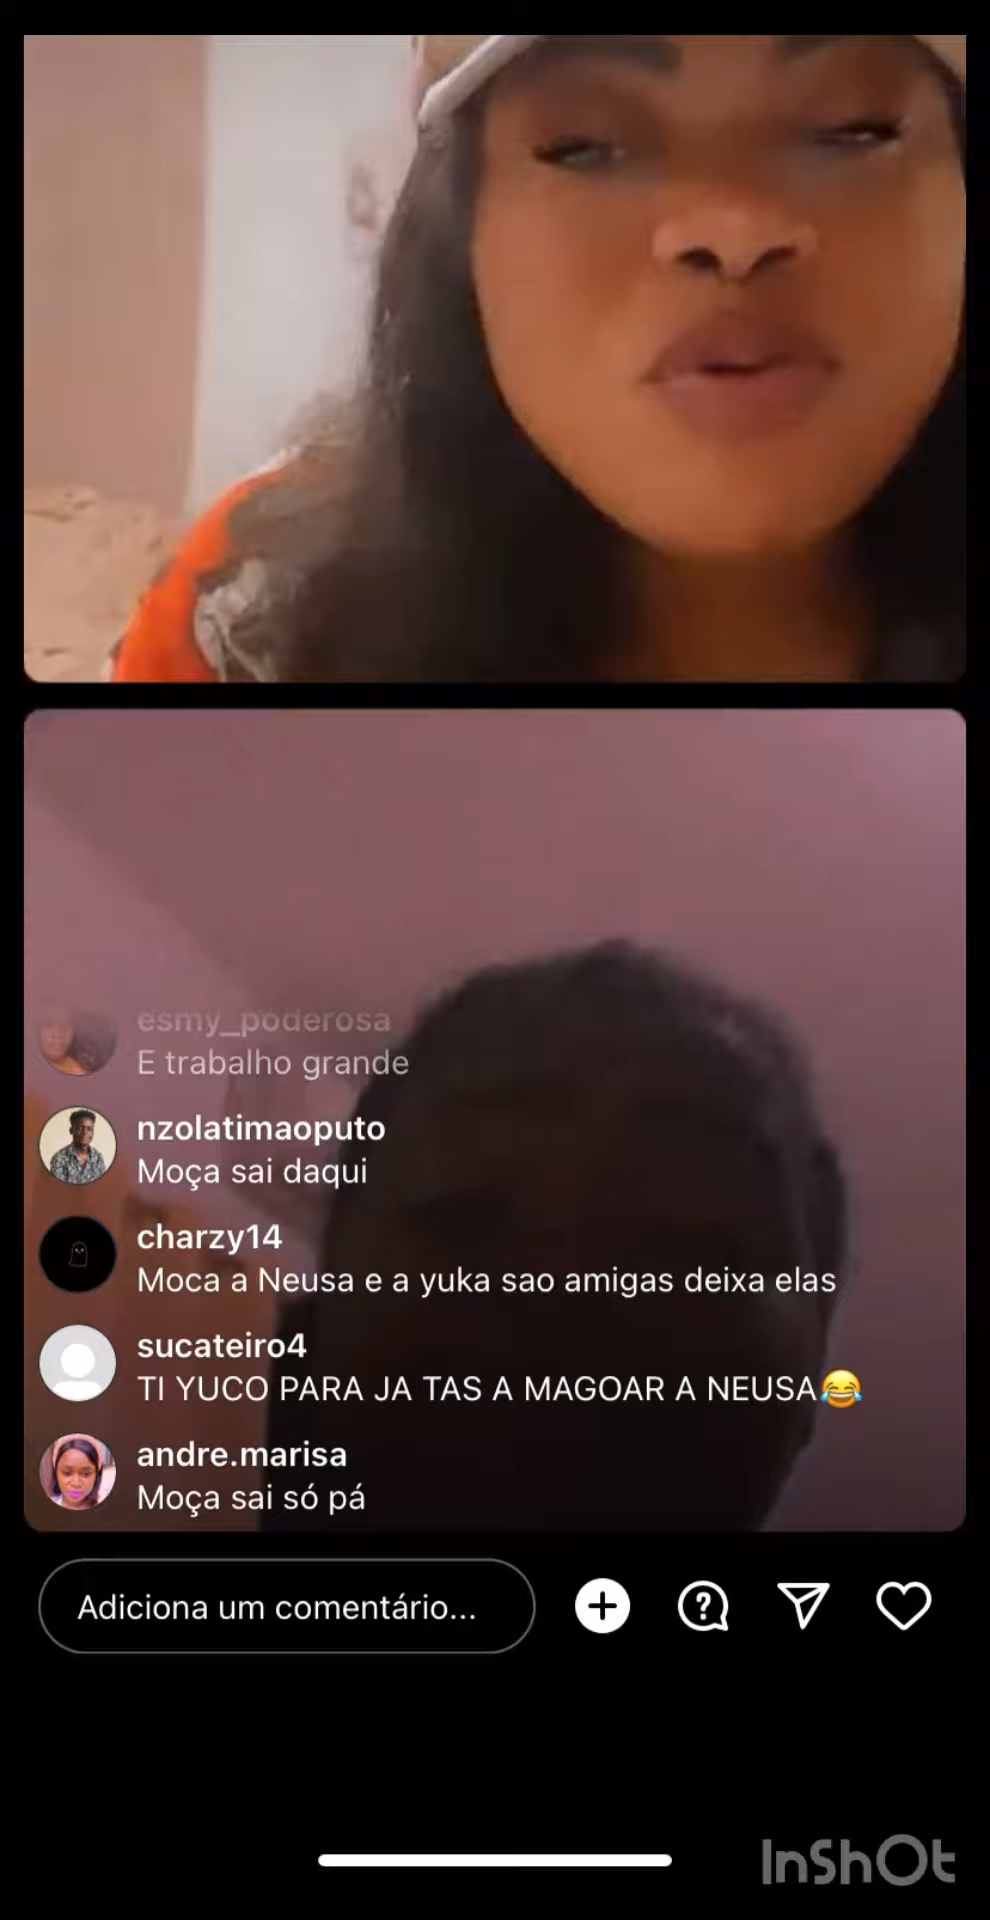 esmy_poderosa
E trabalho grande
nzolatimaoputo
Moça sai daqui
charzy14
Moca a Neusa e a yuka sao amigas deixa elas
sucateiro4
TI YUCO PARA JA TAS A MAGOAR A NEUSA😂
andre.marisa
Moça sai só pá
Adiciona um comentário...
InShOt